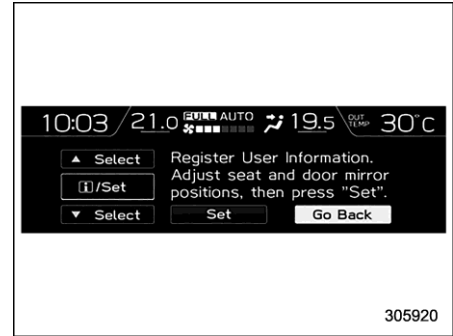 10:03 21.0 FULL AUTO 19.5 OUT TEMP 30°C
▲ Select
i/Set
▼ Select
Register User Information.
Adjust seat and door mirror
positions, then press "Set".
Set Go Back
305920